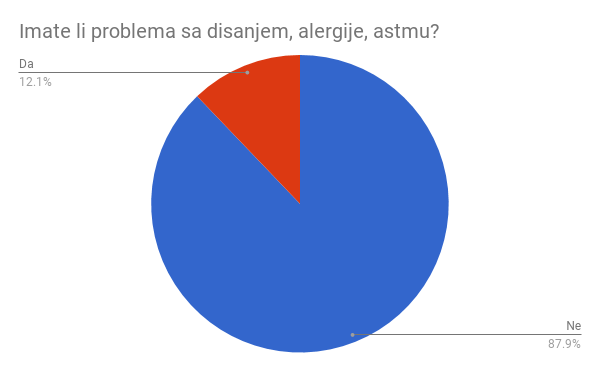 Imate li problema sa disanjem, alergije, astmu?
Da
12.1%
Ne
87.9%